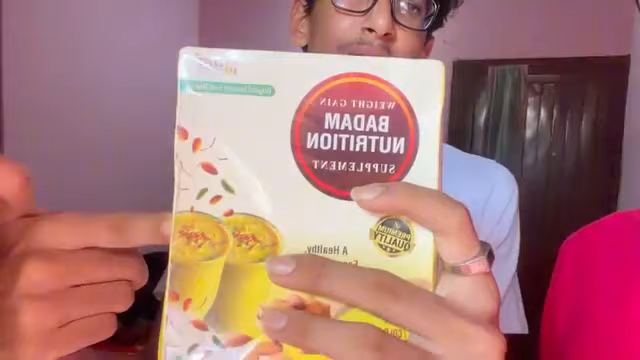 WEIGHT GAIN
BADAM
NUTRITION
SUPPLEMENT
PREMIUM
QUALITY
A Healthy,